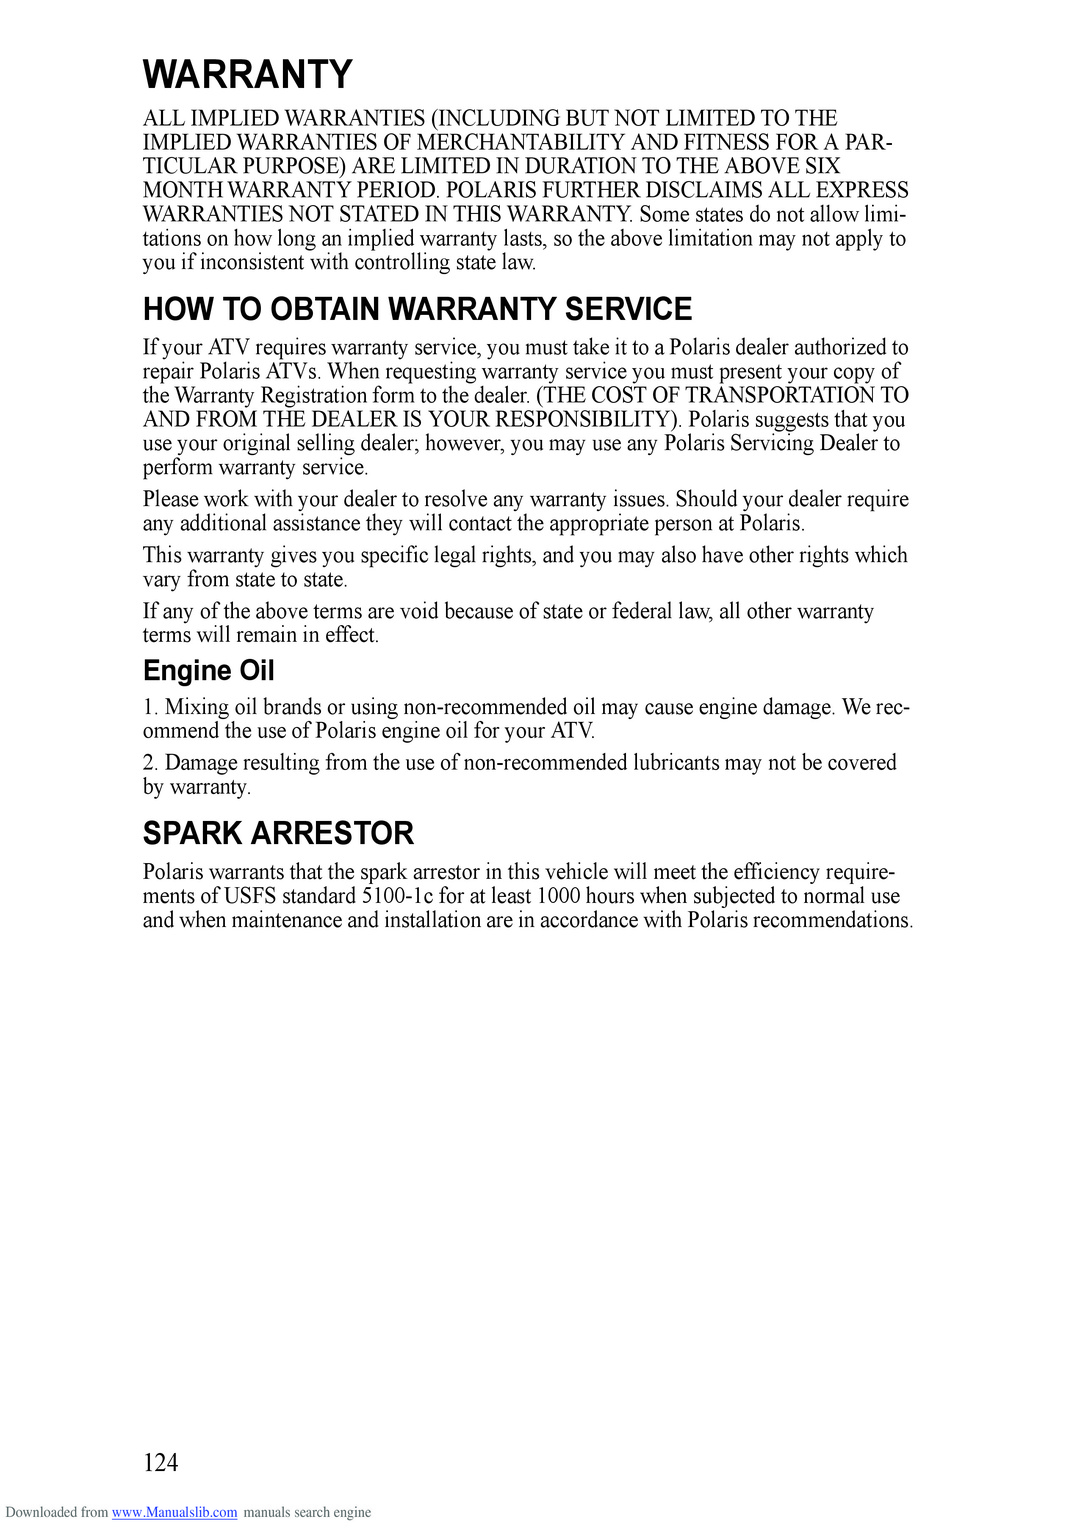 WARRANTY
ALL IMPLIED WARRANTIES (INCLUDING BUT NOT LIMITED TO THE
IMPLIED WARRANTIES OF MERCHANTABILITY AND FITNESS FOR A PAR-
TICULAR PURPOSE) ARE LIMITED IN DURATION TO THE ABOVE SIX
MONTH WARRANTY PERIOD. POLARIS FURTHER DISCLAIMS ALL EXPRESS
WARRANTIES NOT STATED IN THIS WARRANTY. Some states do not allow limi-
tations on how long an implied warranty lasts, so the above limitation may not apply to
you if inconsistent with controlling state law.
HOW TO OBTAIN WARRANTY SERVICE
If your ATV requires warranty service, you must take it to a Polaris dealer authorized to
repair Polaris ATVs. When requesting warranty service you must present your copy of
the Warranty Registration form to the dealer. (THE COST OF TRANSPORTATION TO
AND FROM THE DEALER IS YOUR RESPONSIBILITY). Polaris suggests that you
use your original selling dealer; however, you may use any Polaris Servicing Dealer to
perform warranty service.
Please work with your dealer to resolve any warranty issues. Should your dealer require
any additional assistance they will contact the appropriate person at Polaris.
This warranty gives you specific legal rights, and you may also have other rights which
vary from state to state.
If any of the above terms are void because of state or federal law, all other warranty
terms will remain in effect.
Engine Oil
1. Mixing oil brands or using non-recommended oil may cause engine damage. We rec-
ommend the use of Polaris engine oil for your ATV.
2. Damage resulting from the use of non-recommended lubricants may not be covered
by warranty.
SPARK ARRESTOR
Polaris warrants that the spark arrestor in this vehicle will meet the efficiency require-
ments of USFS standard 5100-1c for at least 1000 hours when subjected to normal use
and when maintenance and installation are in accordance with Polaris recommendations.
124
Downloaded from www.Manualslib.com manuals search engine